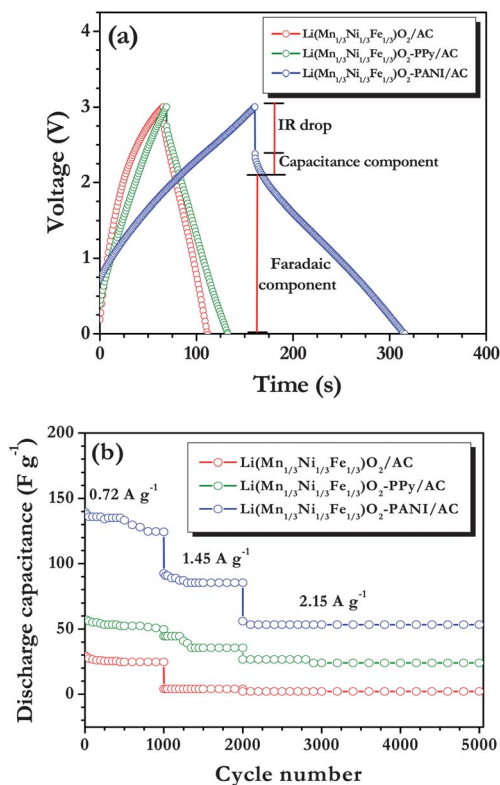 (a)
Li(Mn1/3Ni1/3Fe1/3)O2/AC
Li(Mn1/3Ni1/3Fe1/3)O2-PPy/AC
Li(Mn1/3Ni1/3Fe1/3)O2-PANI/AC
IR drop
Capacitance component
Faradaic
component
Voltage (V)
4
3
2
1
0
0 100 200 300 400
Time (s)
(b)
Li(Mn1/3Ni1/3Fe1/3)O2/AC
Li(Mn1/3Ni1/3Fe1/3)O2-PPy/AC
Li(Mn1/3Ni1/3Fe1/3)O2-PANI/AC
0.72 A g-1
1.45 A g-1
2.15 A g-1
Discharge capacitance (F g-1)
200
150
100
50
0
0 1000 2000 3000 4000 5000
Cycle number